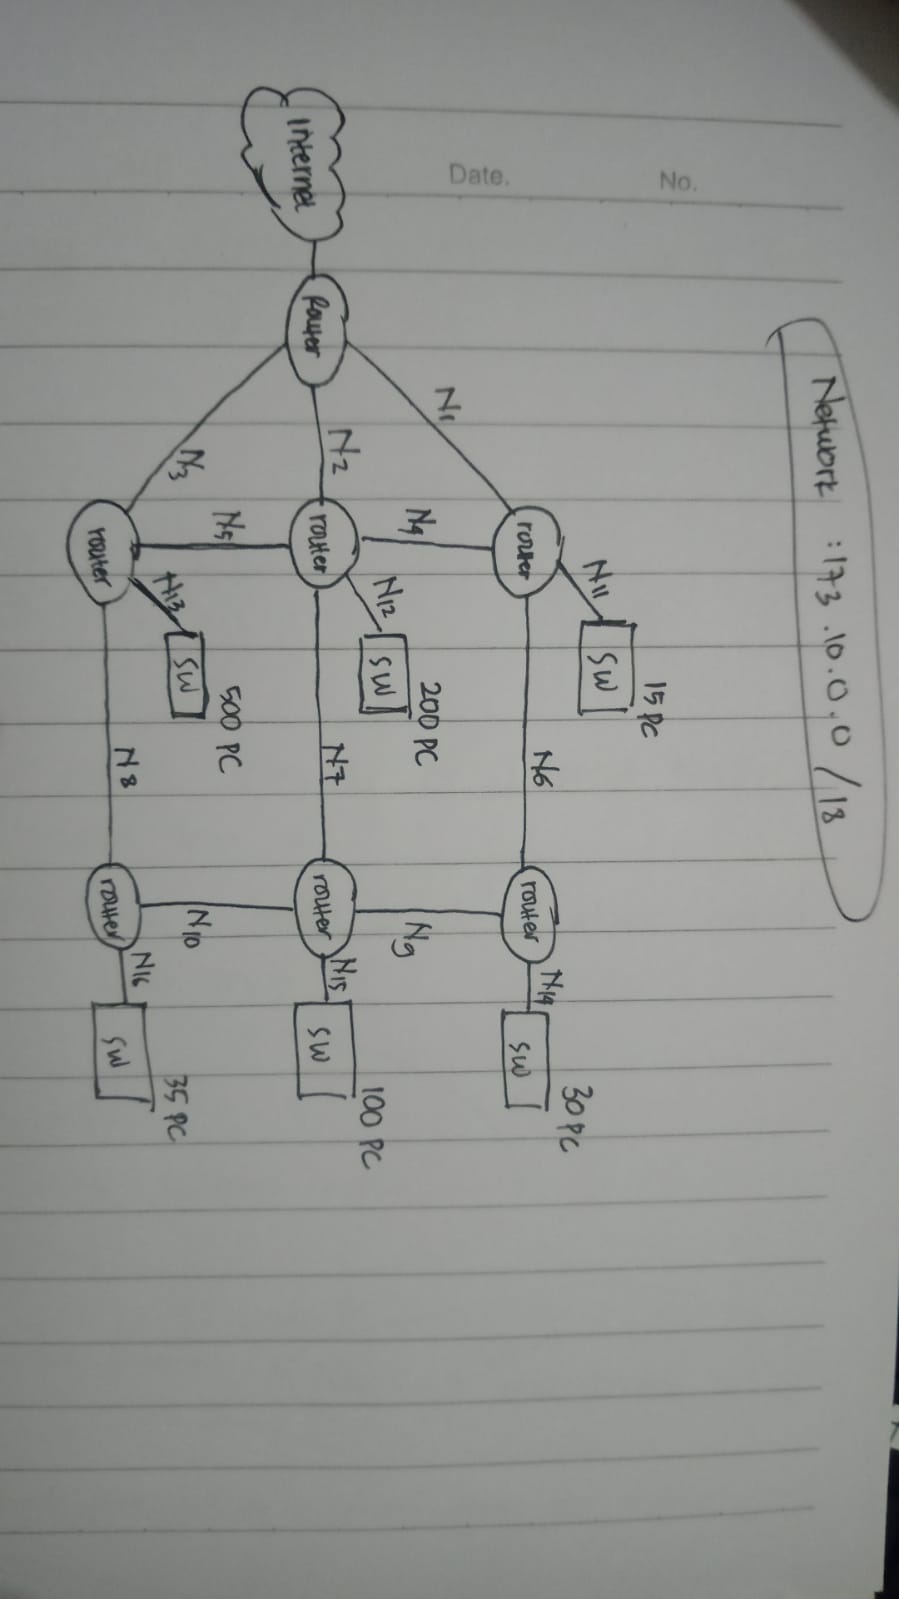 No.
Date.
Network : 173.10.0.0 /18
Internet
Router
N1
N2
N3
router
N4
router
N5
router
N11
SW
15 PC
N12
SW
200 PC
N13
SW
500 PC
N6
N7
N8
router
N9
router
N10
router
N14
SW
30 PC
N15
SW
100 PC
N16
SW
35 PC